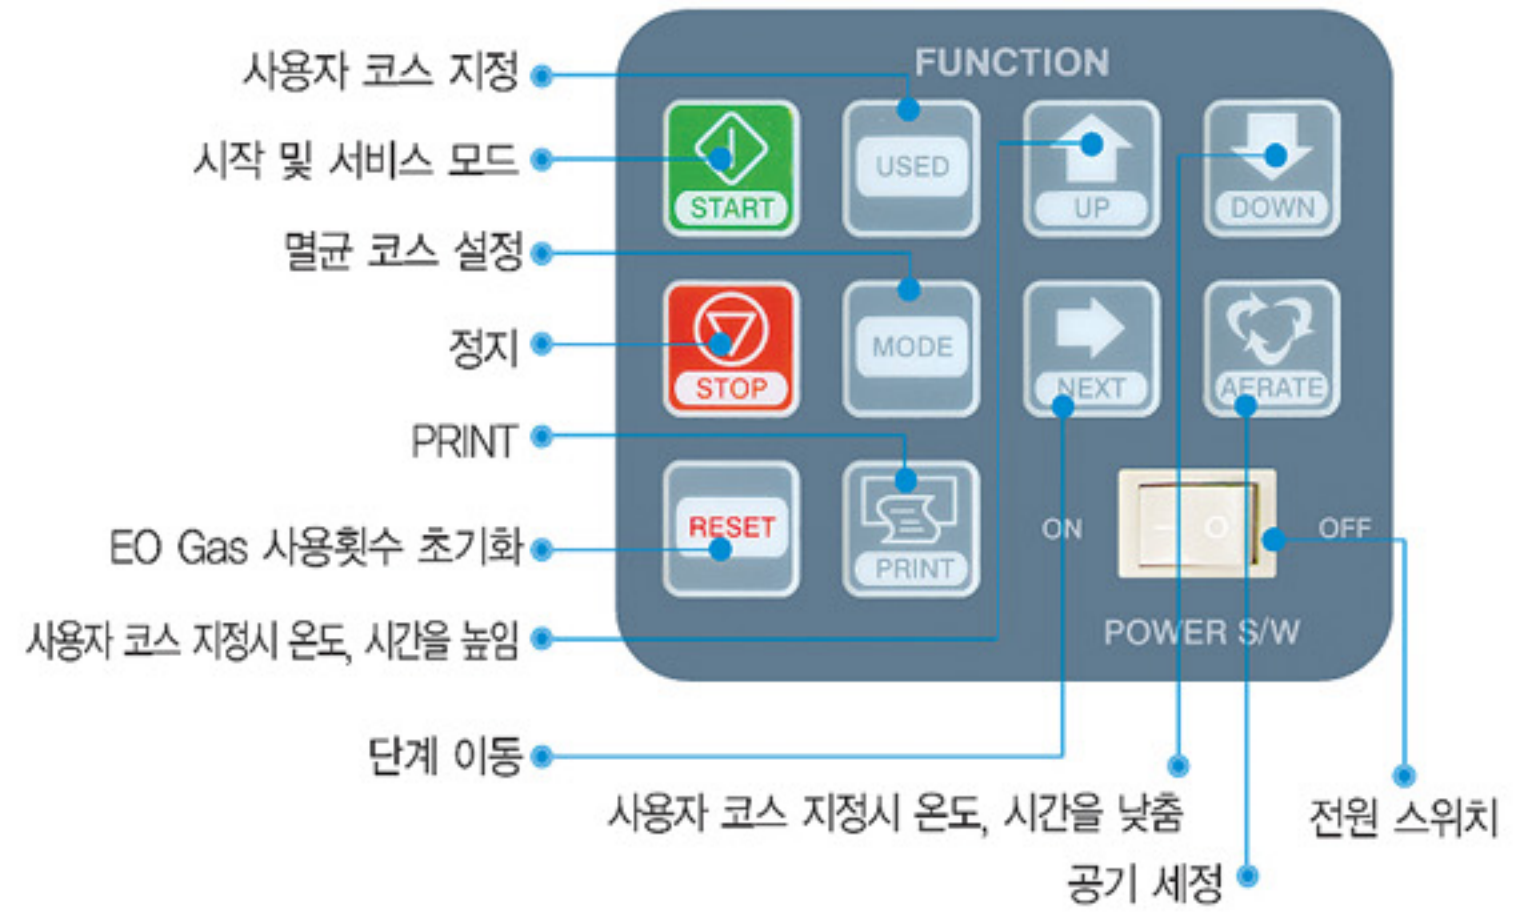 사용자 코스 지정
시작 및 서비스 모드
멸균 코스 설정
정지
PRINT
EO Gas 사용횟수 초기화
사용자 코스 지정시 온도, 시간을 높임
단계 이동
FUNCTION
START
USED
UP
DOWN
STOP
MODE
NEXT
AERATE
RESET
PRINT
ON
OFF
POWER S/W
사용자 코스 지정시 온도, 시간을 낮춤
전원 스위치
공기 세정